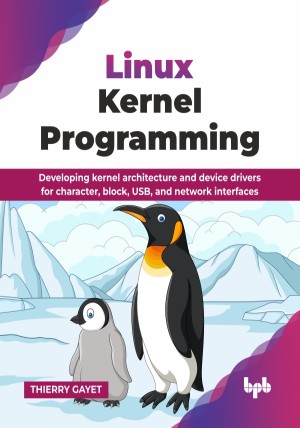 Linux
Kernel
Programming
Developing kernel architecture and device drivers
for character, block, USB, and network interfaces
THIERRY GAYET
bpb